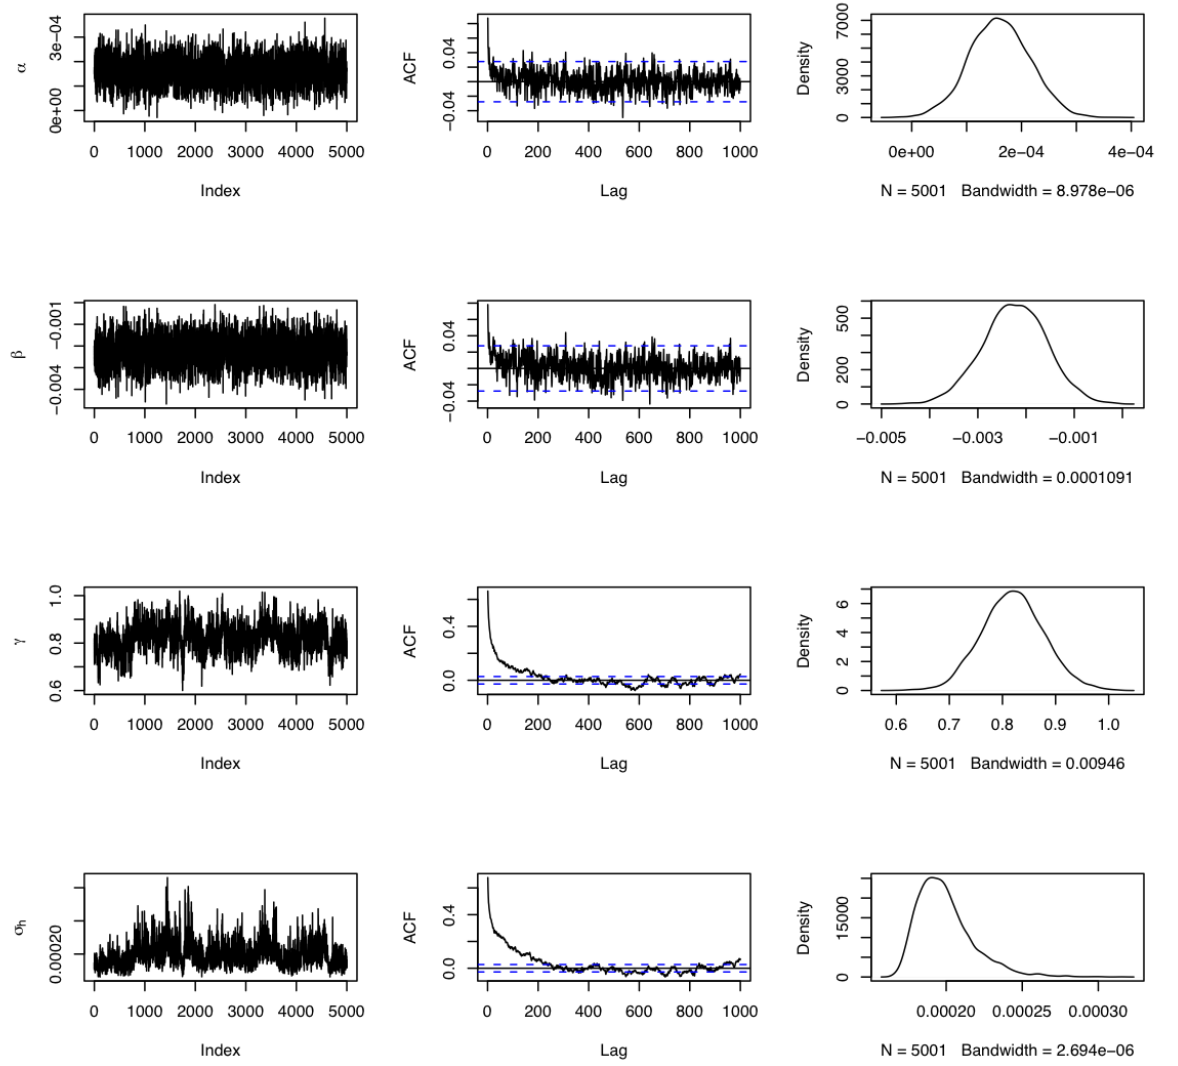 α
0e+00 3e−04
0 1000 2000 3000 4000 5000
Index
ACF
−0.04 0.04
0 200 400 600 800 1000
Lag
Density
0 3000 7000
0e+00 2e−04 4e−04
N = 5001 Bandwidth = 8.978e−06
β
−0.004 −0.001
0 1000 2000 3000 4000 5000
Index
ACF
−0.04 0.04
0 200 400 600 800 1000
Lag
Density
0 200 500
−0.005 −0.003 −0.001
N = 5001 Bandwidth = 0.0001091
γ
0.6 0.8 1.0
0 1000 2000 3000 4000 5000
Index
ACF
0.0 0.4
0 200 400 600 800 1000
Lag
Density
0 2 4 6
0.6 0.7 0.8 0.9 1.0
N = 5001 Bandwidth = 0.00946
σh
0.00020
0 1000 2000 3000 4000 5000
Index
ACF
0.0 0.4
0 200 400 600 800 1000
Lag
Density
0 15000
0.00020 0.00025 0.00030
N = 5001 Bandwidth = 2.694e−06